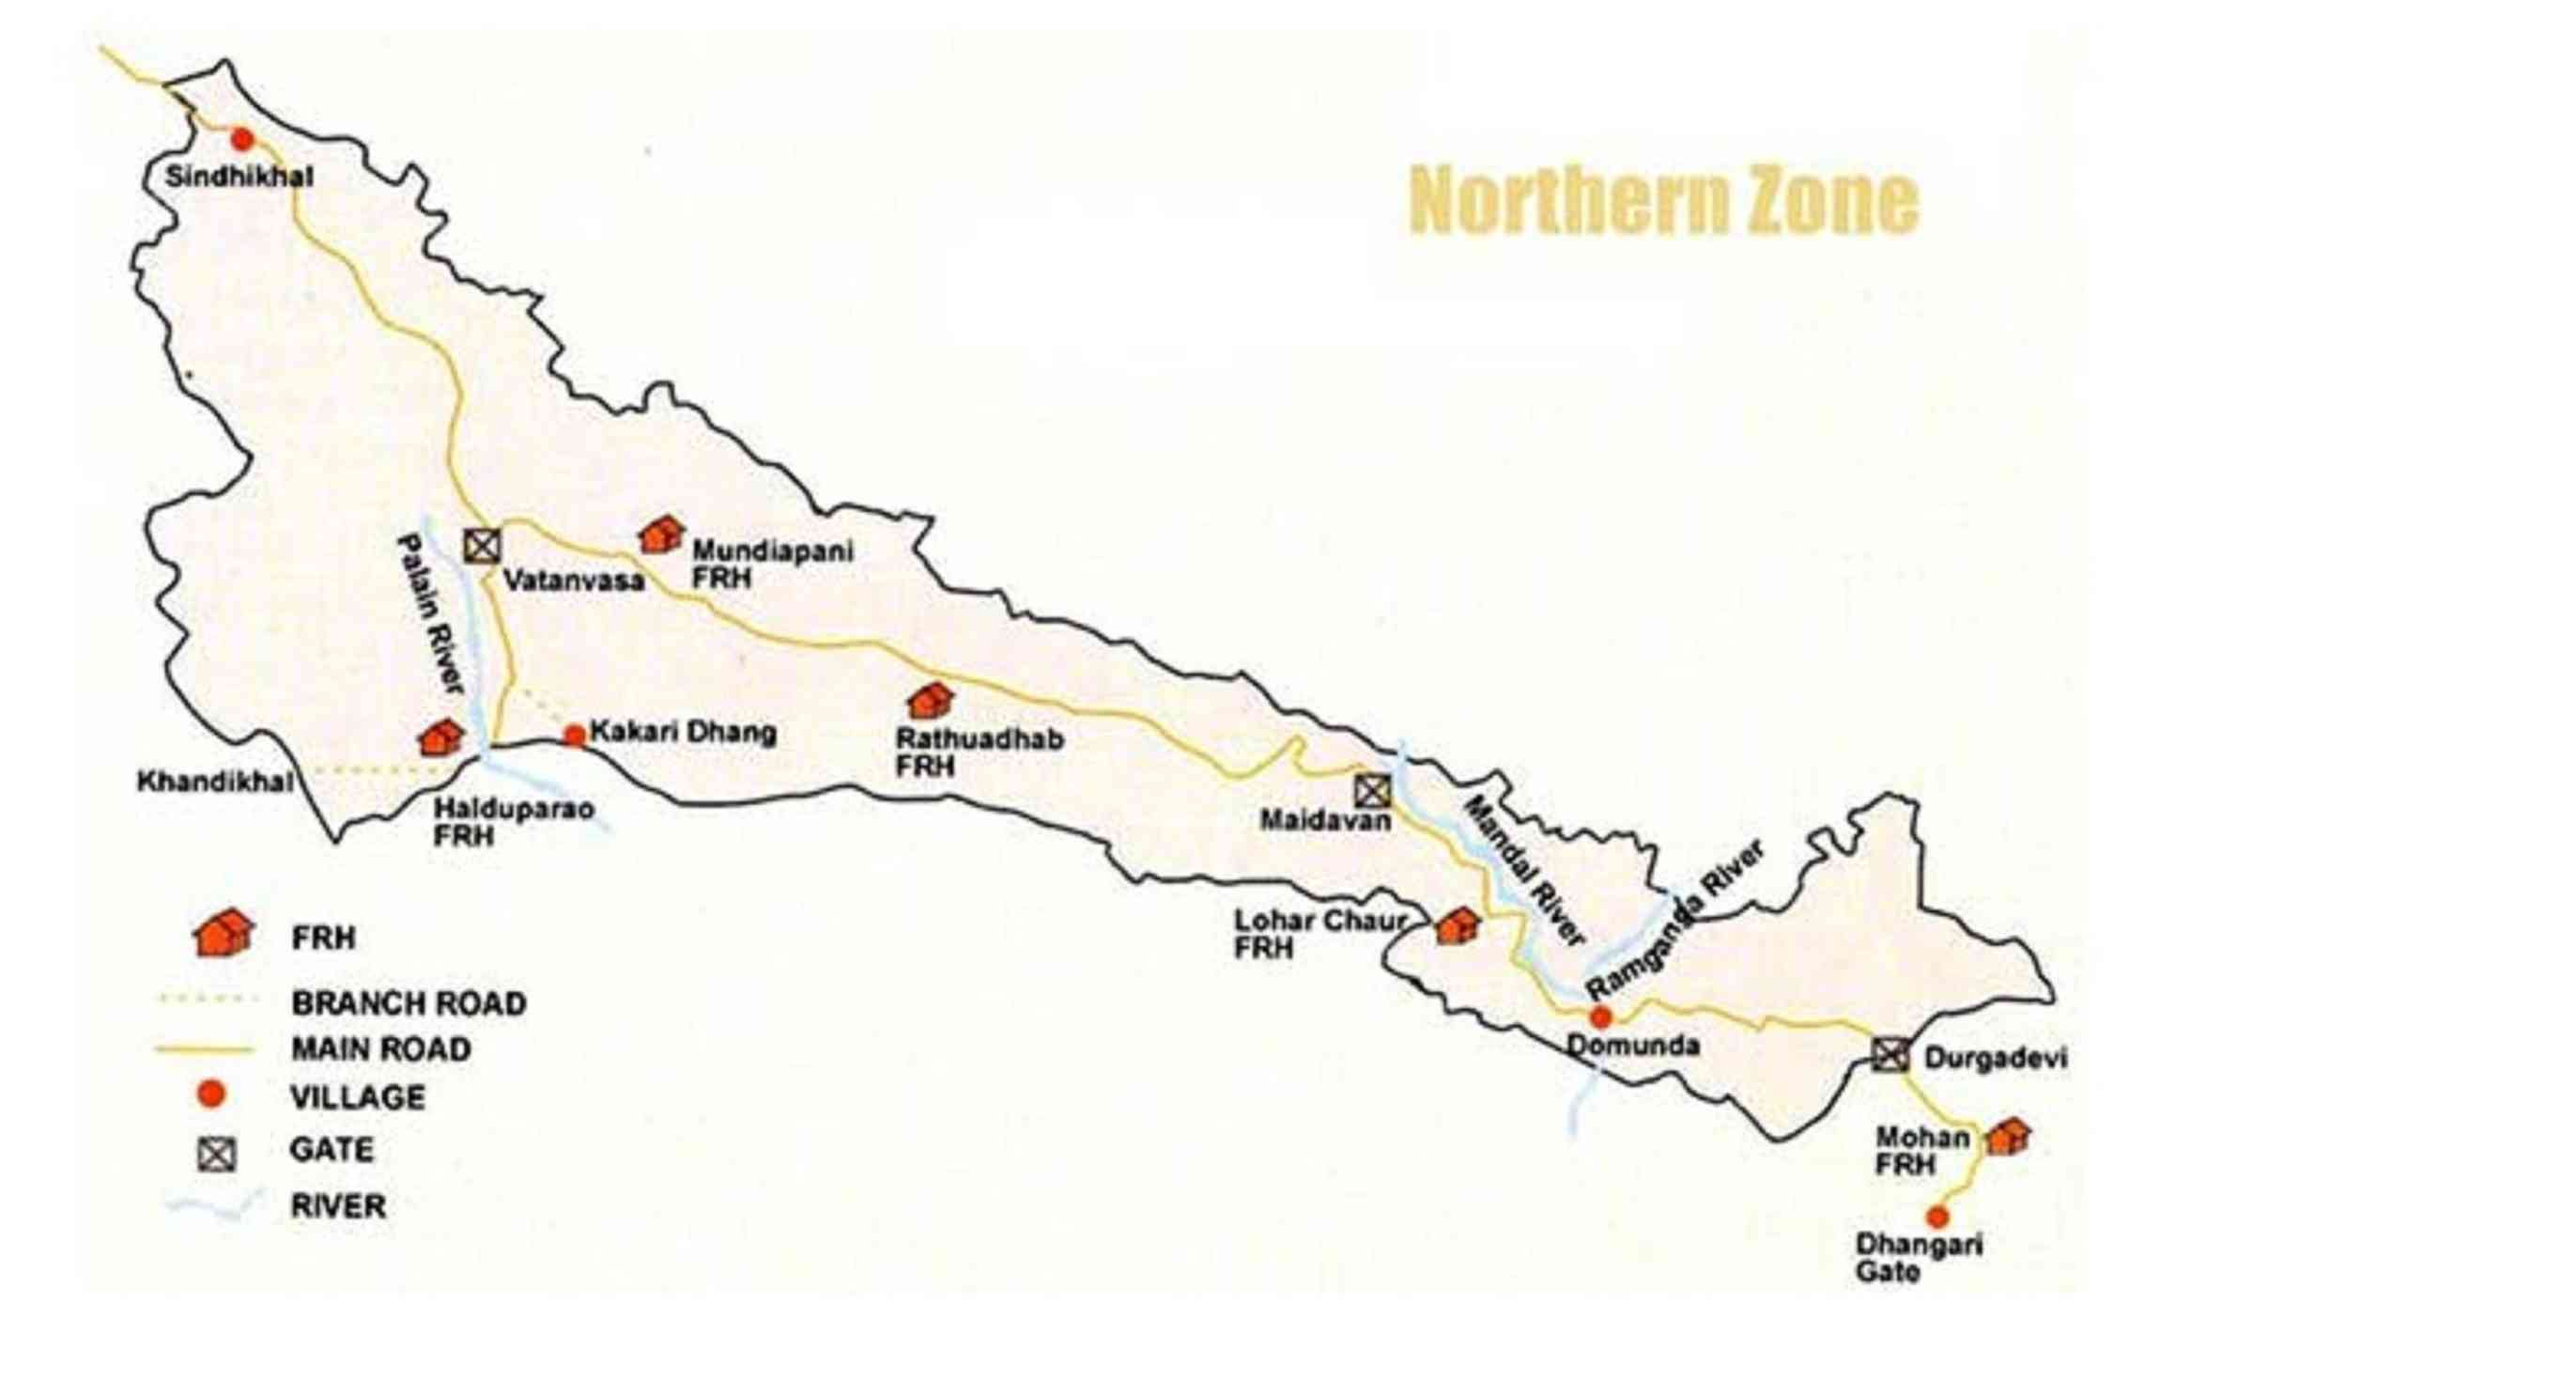 Northern Zone
Sindhikhal
Palain River
Vatanvasa
Mundiapani
FRH
Kakari Dhang
Rathuadhab
FRH
Khandikhal
Halduparao
FRH
Maidavan
Mandal River
Ramganga River
Lohar Chaur
FRH
Domunda
Durgadevi
Mohan
FRH
Dhangari
Gate
FRH
BRANCH ROAD
MAIN ROAD
VILLAGE
GATE
RIVER